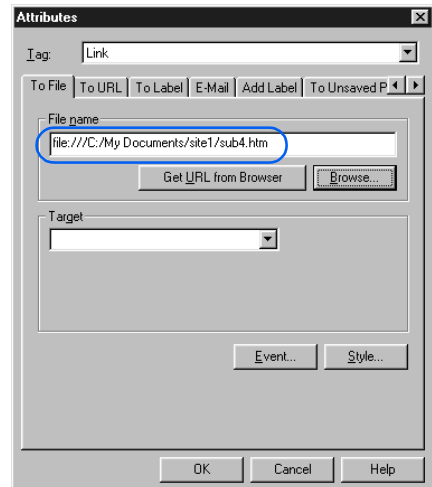 Attributes
Tag: Link
To File To URL To Label E-Mail Add Label To Unsaved P
File name
file:///C:/My Documents/site1/sub4.htm
Get URL from Browser Browse...
Target
Event... Style...
OK Cancel Help